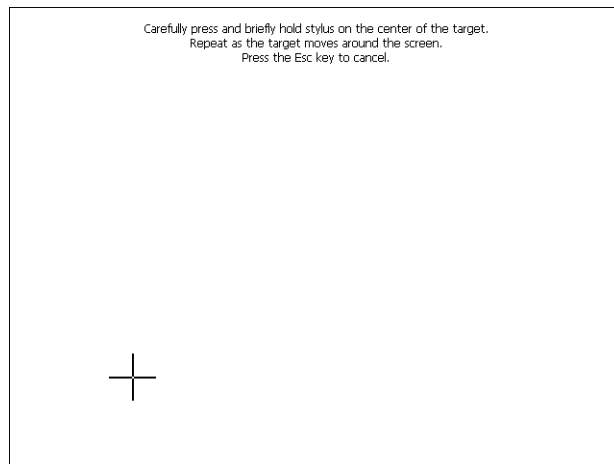 Carefully press and briefly hold stylus on the center of the target.
Repeat as the target moves around the screen.
Press the Esc key to cancel.